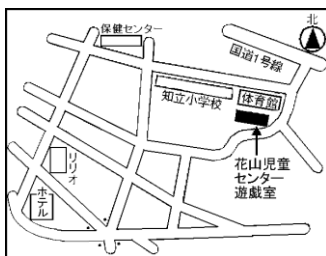 北
保健センター
国道1号線
知立小学校
体育館
リリオ
ホテル
花山児童
センター
遊戯室